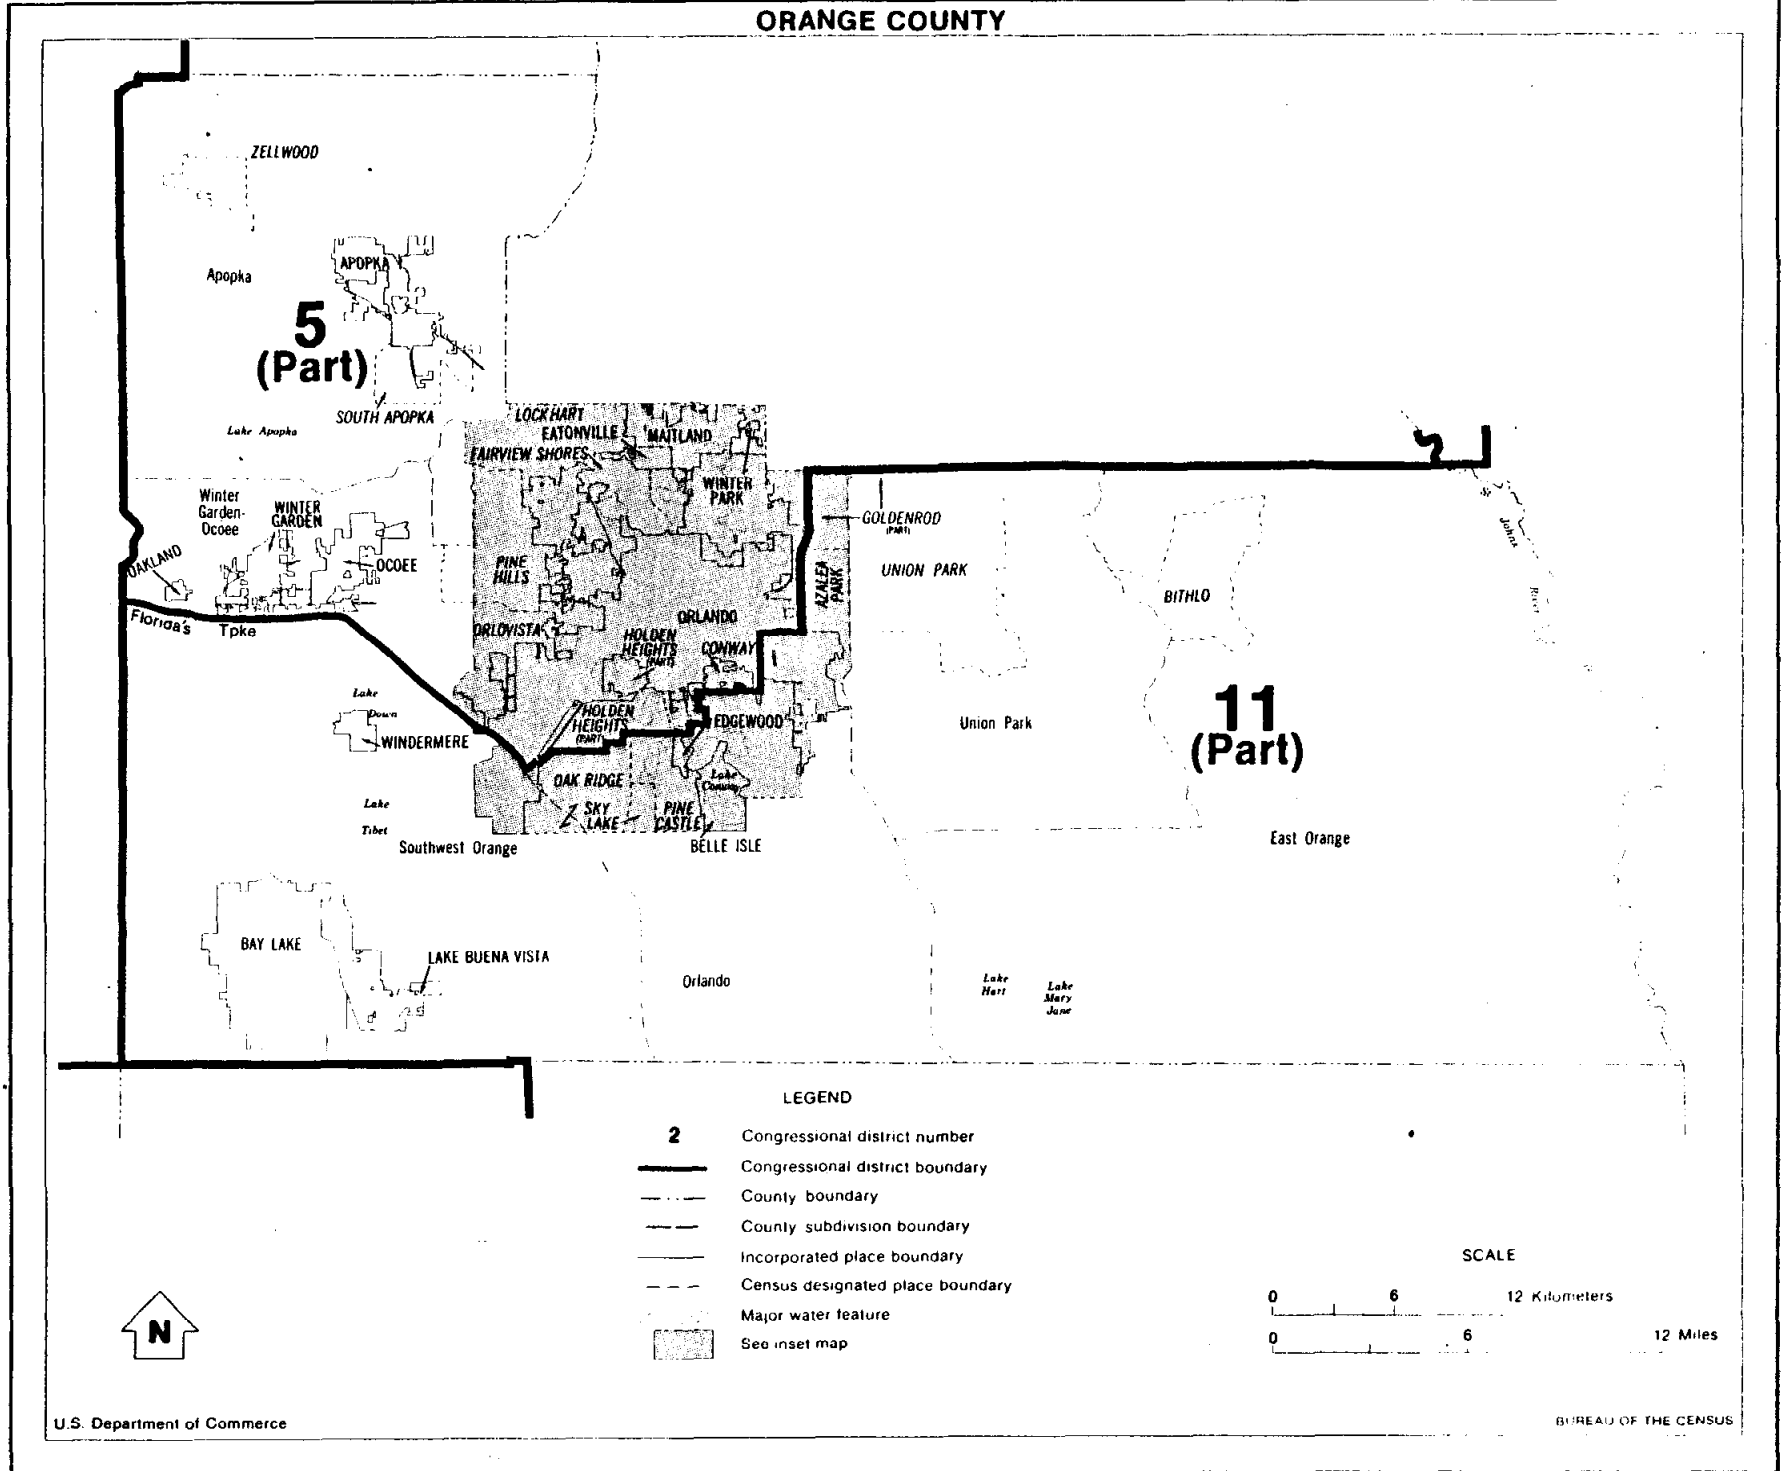 ORANGE COUNTY
ZELLWOOD
Apopka
APOPKA
5
(Part)
SOUTH APOPKA
Lake Apopka
LOCKHART
EATONVILLE
MAITLAND
FAIRVIEW SHORES
WINTER
PARK
Winter
Garden-
Ocoee
WINTER
GARDEN
OAKLAND
OCOEE
PINE
HILLS
GOLDENROD
(PART)
UNION PARK
AZALEA
PARK
BITHLO
St
Johns
River
Florida's Tpke
ORLOVISTA
ORLANDO
HOLDEN
HEIGHTS
(PART)
CONWAY
Lake
Down
WINDERMERE
HOLDEN
HEIGHTS
(PART)
EDGEWOOD
Union Park
11
(Part)
OAK RIDGE
Lake
Conway
SKY
LAKE
PINE
CASTLE
Lake
Tibet
Southwest Orange
BELLE ISLE
East Orange
BAY LAKE
LAKE BUENA VISTA
Orlando
Lake
Hart
Lake
Mary
Jane
LEGEND
2 Congressional district number
Congressional district boundary
County boundary
County subdivision boundary
Incorporated place boundary
Census designated place boundary
Major water feature
See inset map
SCALE
0 6 12 Kilometers
0 6 12 Miles
N
U.S. Department of Commerce
BUREAU OF THE CENSUS